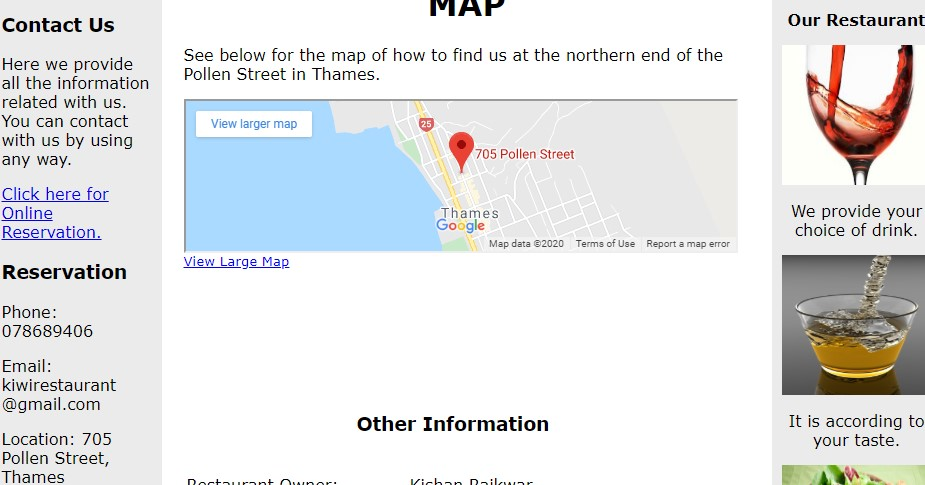 Contact Us
Here we provide
all the information
related with us.
You can contact
with us by using
any way.
Click here for
Online
Reservation.
Reservation
Phone:
078689406
Email:
kiwirestaurant
@gmail.com
Location: 705
Pollen Street,
Thames
MAP
See below for the map of how to find us at the northern end of the
Pollen Street in Thames.
View larger map
25
705 Pollen Street
Thames
Google
Map data ©2020 Terms of Use Report a map error
View Large Map
Other Information
Restaurant Owner: Kishan Raikwar
Our Restaurant
We provide your
choice of drink.
It is according to
your taste.